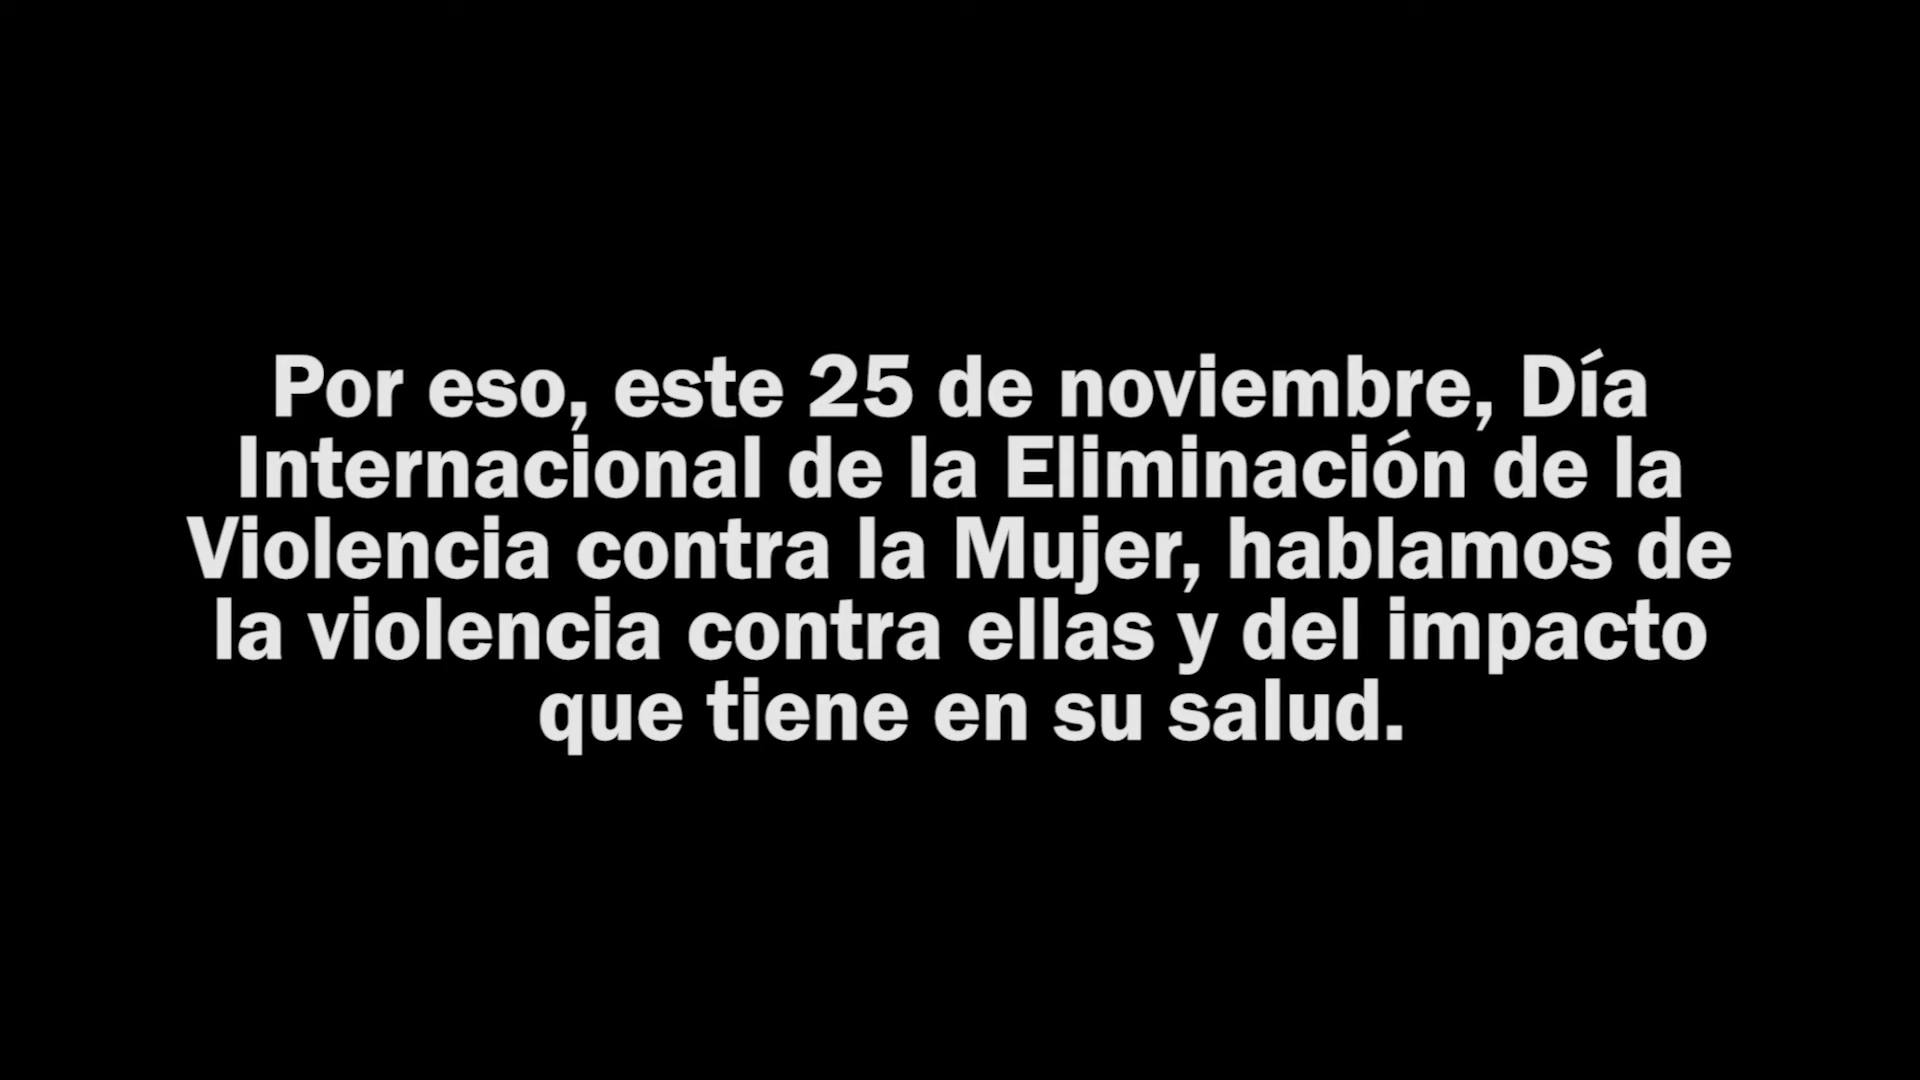 Por eso, este 25 de noviembre, Día
Internacional de la Eliminación de la
Violencia contra la Mujer, hablamos de
la violencia contra ellas y del impacto
que tiene en su salud.